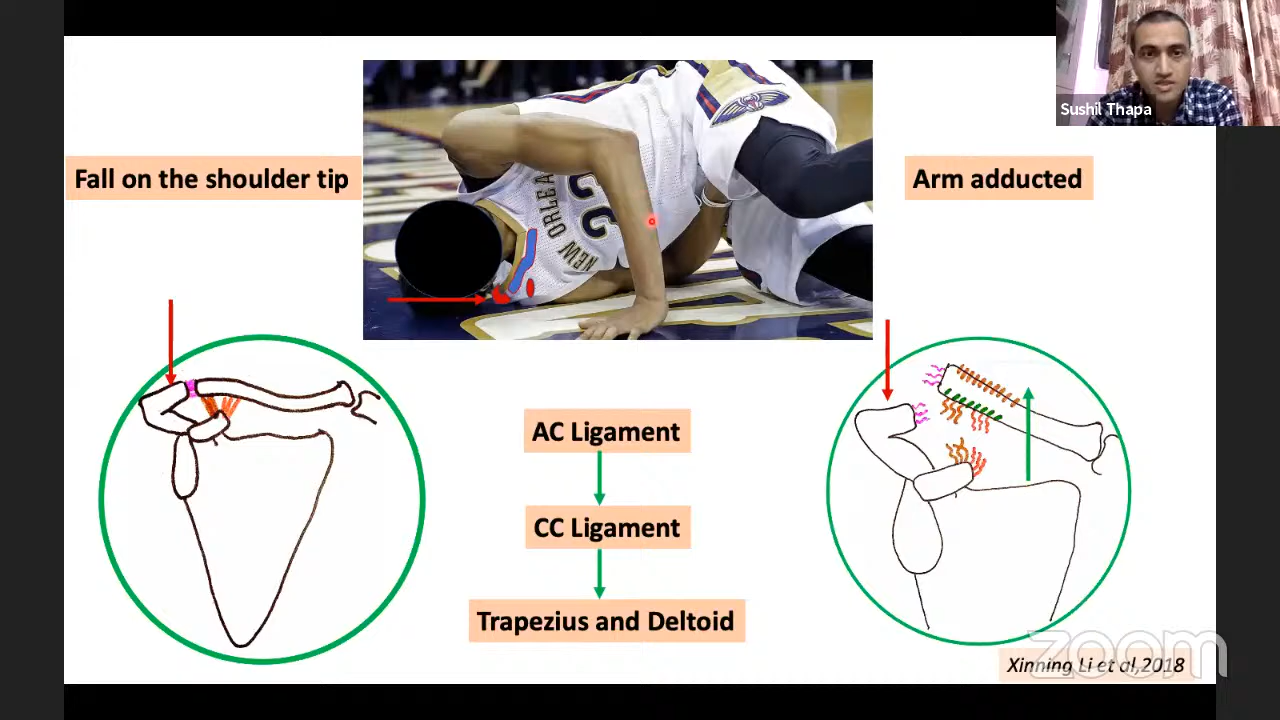 Sushil Thapa
Fall on the shoulder tip
Arm adducted
NEW ORLEA
33
AC Ligament
CC Ligament
Trapezius and Deltoid
Xinning Li et al,2018
zoom